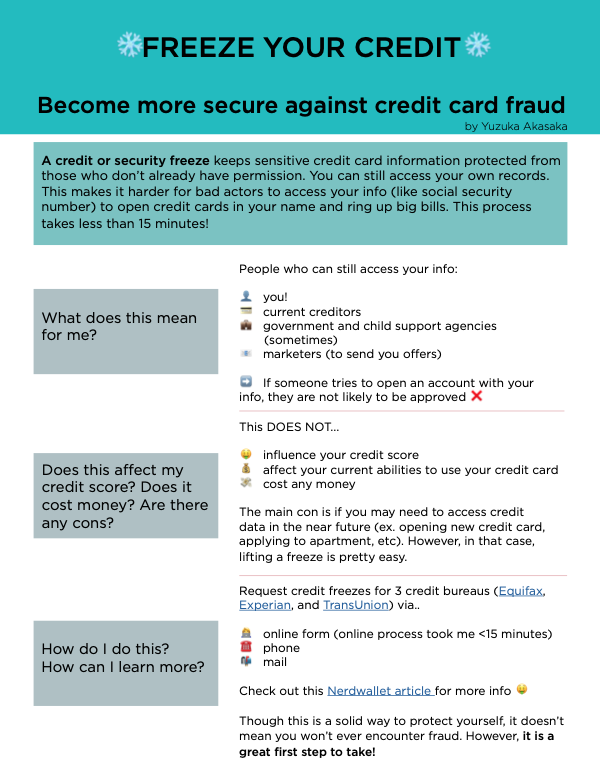 FREEZE YOUR CREDIT
Become more secure against credit card fraud
by Yuzuka Akasaka
A credit or security freeze keeps sensitive credit card information protected from
those who don't already have permission. You can still access your own records.
This makes it harder for bad actors to access your info (like social security
number) to open credit cards in your name and ring up big bills. This process
takes less than 15 minutes!
What does this mean
for me?
People who can still access your info:
you!
current creditors
government and child support agencies
(sometimes)
marketers (to send you offers)
If someone tries to open an account with your
info, they are not likely to be approved
Does this affect my
credit score? Does it
cost money? Are there
any cons?
This DOES NOT...
influence your credit score
affect your current abilities to use your credit card
cost any money
The main con is if you may need to access credit
data in the near future (ex. opening new credit card,
applying to apartment, etc). However, in that case,
lifting a freeze is pretty easy.
How do I do this?
How can I learn more?
Request credit freezes for 3 credit bureaus (Equifax,
Experian, and TransUnion) via..
online form (online process took me <15 minutes)
phone
mail
Check out this Nerdwallet article for more info
Though this is a solid way to protect yourself, it doesn't
mean you won't ever encounter fraud. However, it is a
great first step to take!